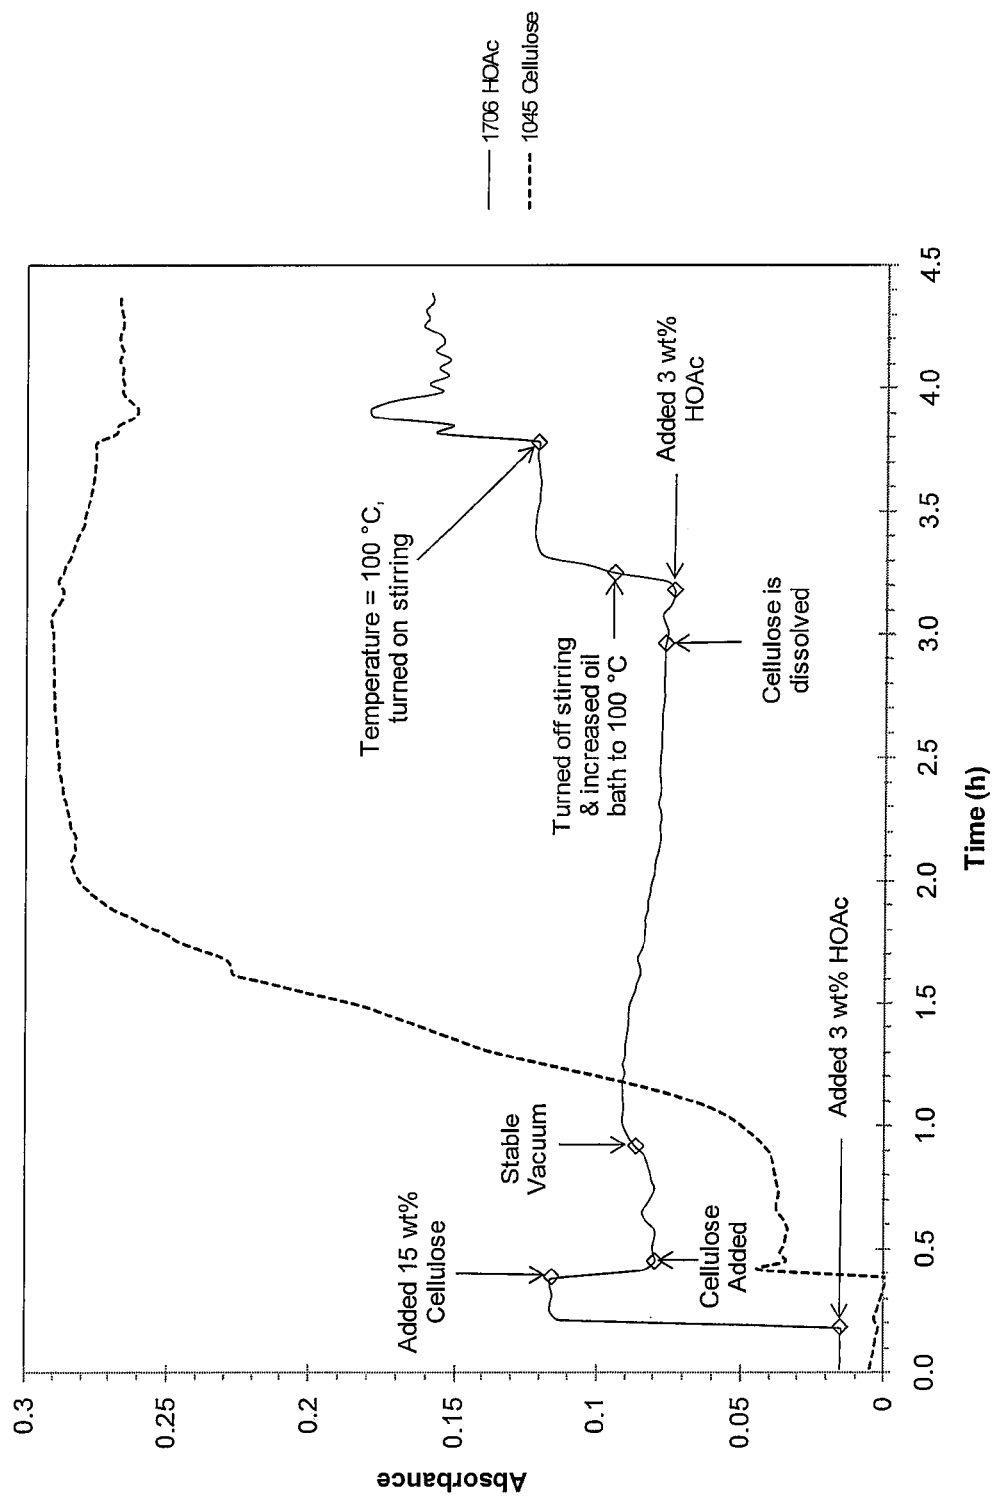 0.3
0.25
0.2
0.15
0.1
0.05
0
Absorbance
0.0
0.5
1.0
1.5
2.0
2.5
3.0
3.5
4.0
4.5
Time (h)
Added 15 wt%
Cellulose
Stable
Vacuum
Cellulose
Added
Added 3 wt% HOAc
Temperature = 100 °C,
turned on stirring
Turned off stirring
& increased oil
bath to 100 °C
Cellulose is
dissolved
Added 3 wt%
HOAc
1706 HOAc
1045 Cellulose